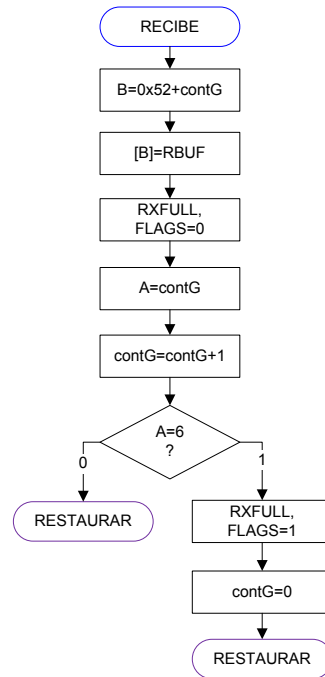 RECIBE
B=0x52+contG
[B]=RBUF
RXFULL,
FLAGS=0
A=contG
contG=contG+1
A=6
?
0
1
RESTAURAR
RXFULL,
FLAGS=1
contG=0
RESTAURAR